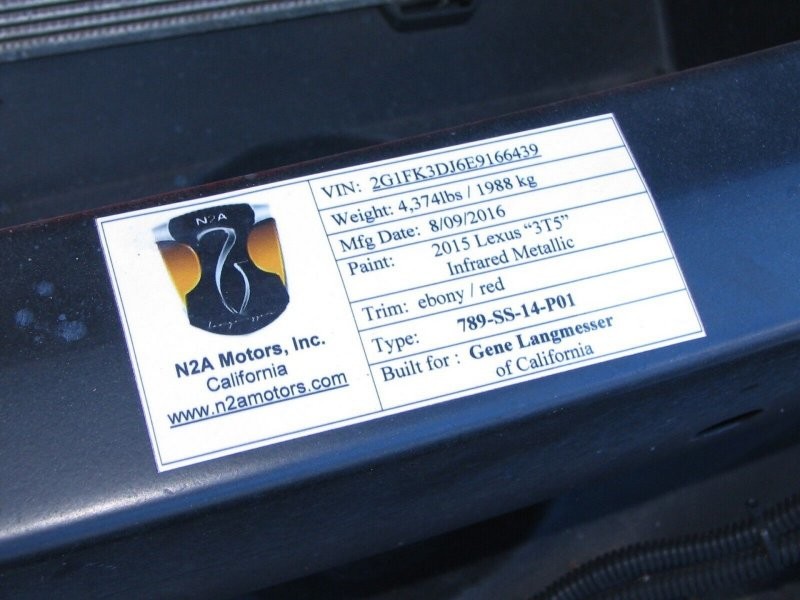 N2A
N2A Motors, Inc.
California
www.n2amotors.com
VIN: 2G1FK3DJ6E9166439
Weight: 4,374lbs / 1988 kg
Mfg Date: 8/09/2016
Paint: 2015 Lexus “3T5”
Infrared Metallic
Trim: ebony / red
Type: 789-SS-14-P01
Built for : Gene Langmesser
of California